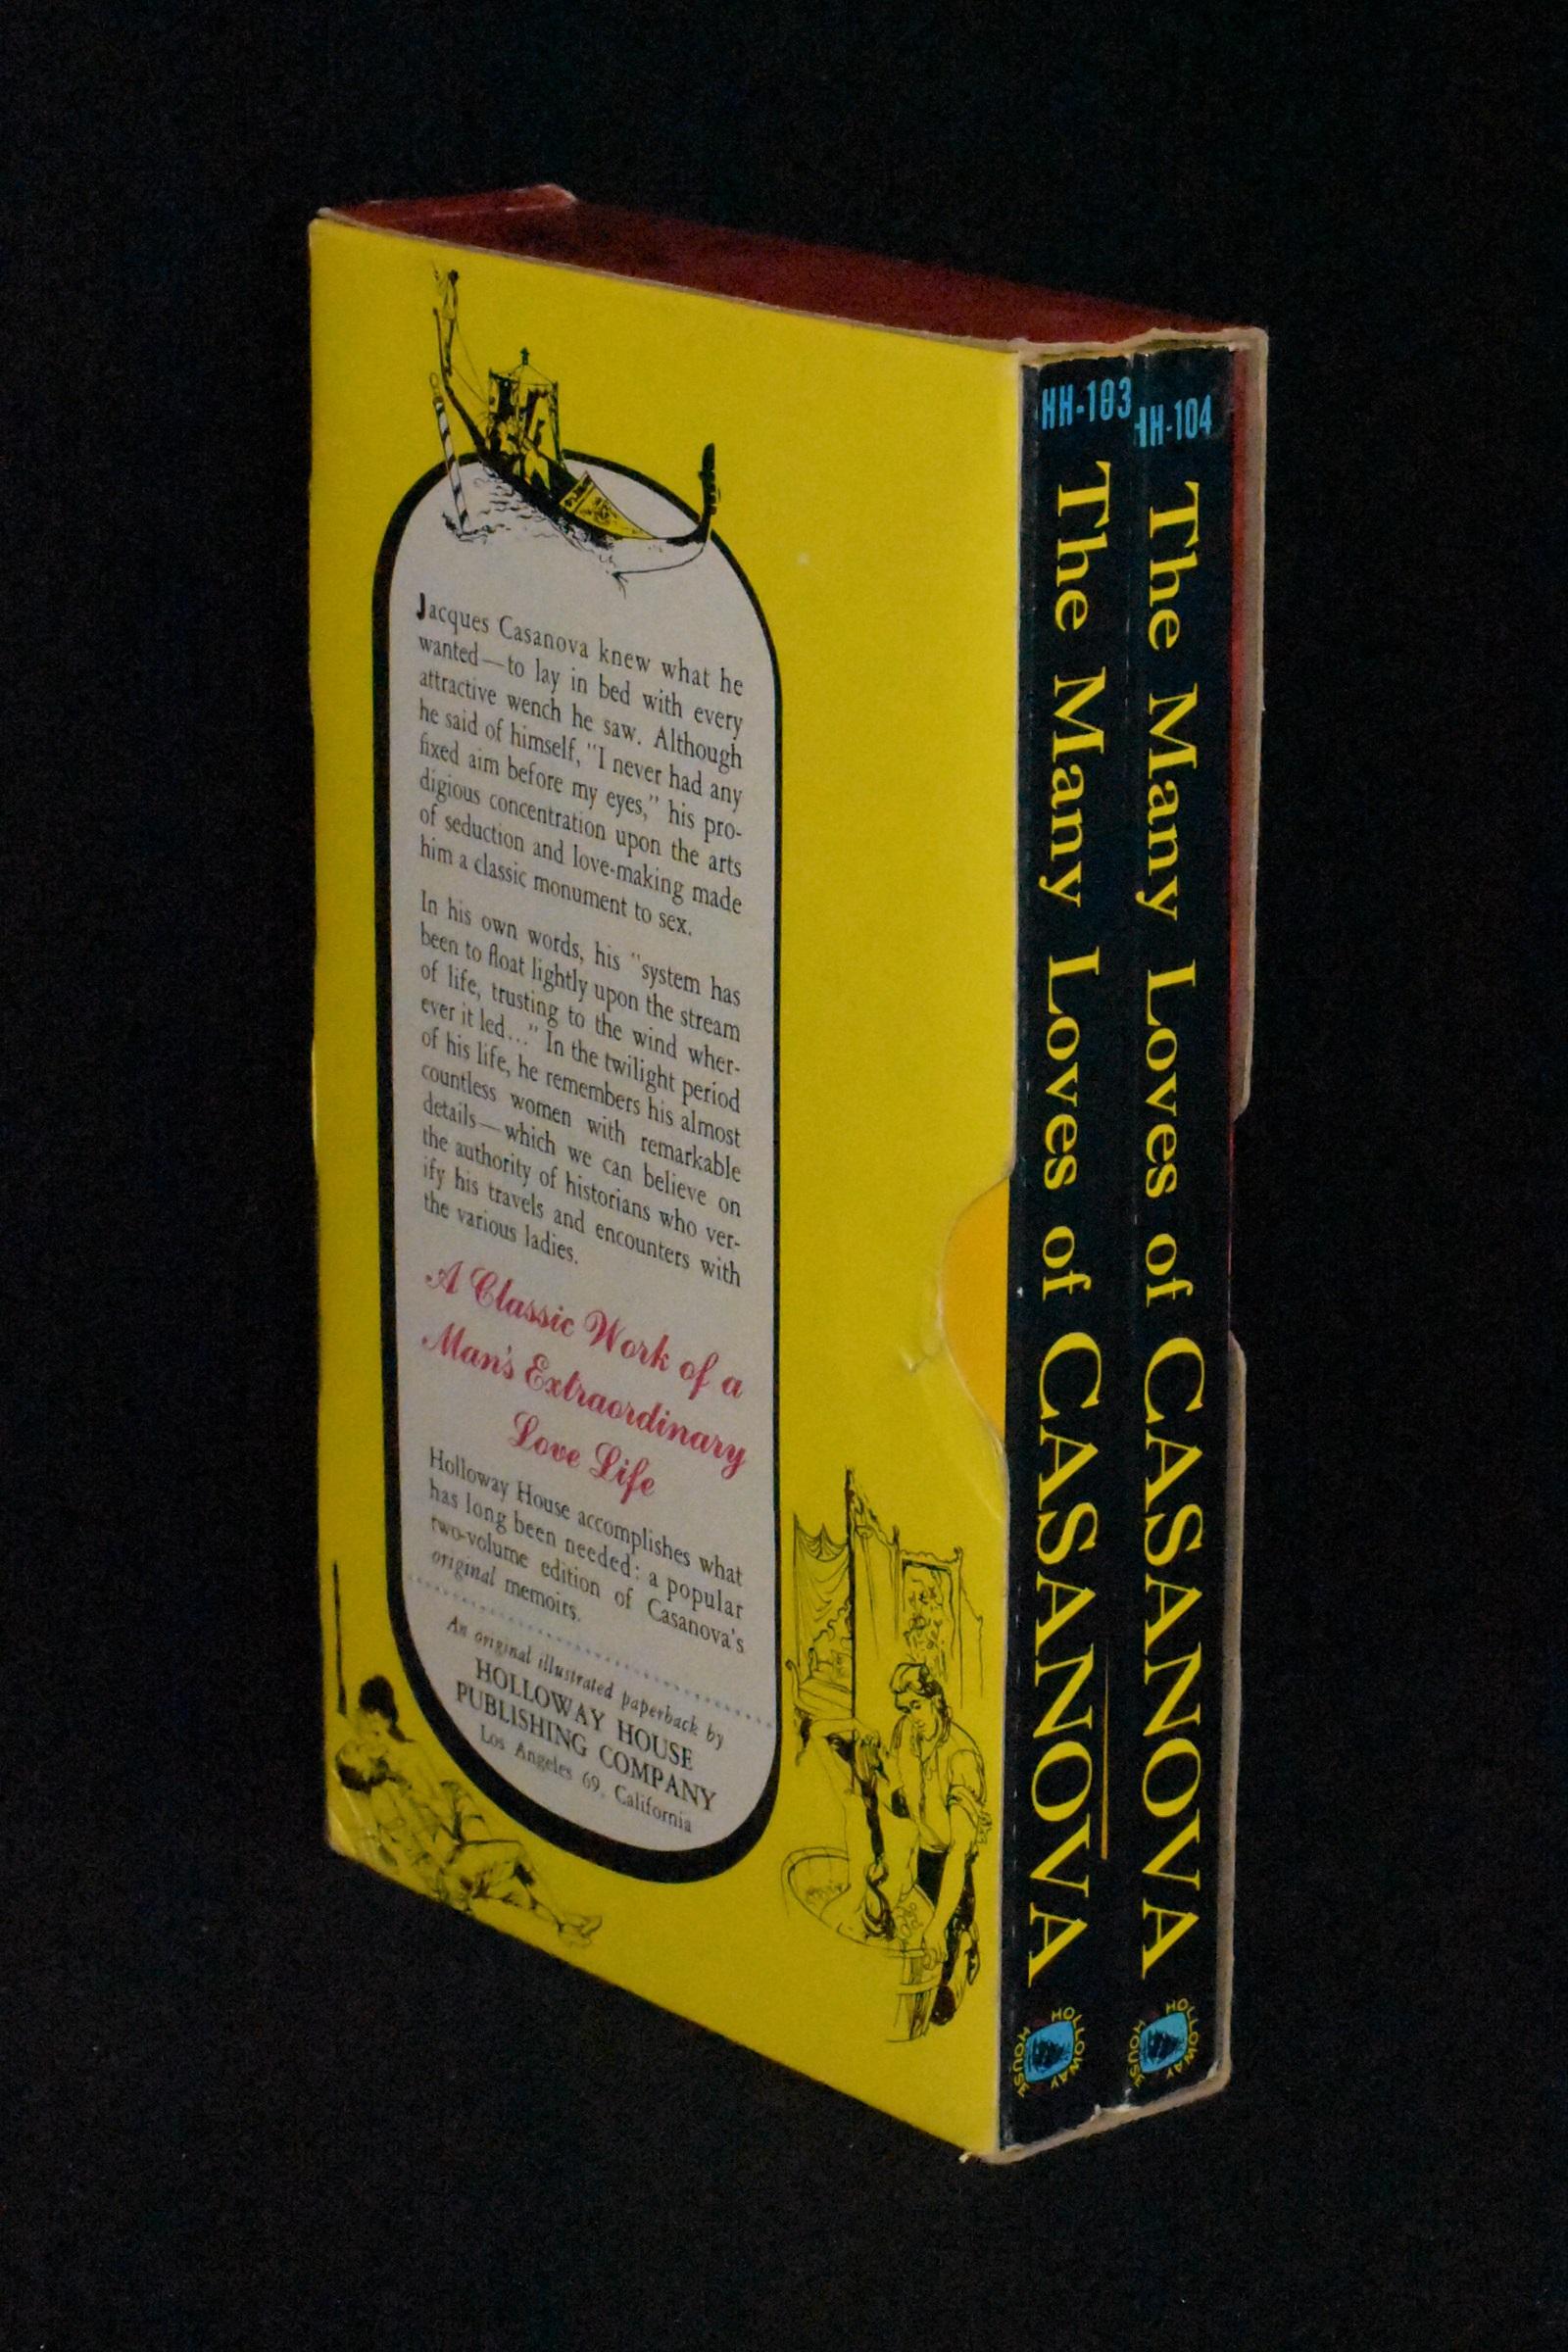 Jacques Casanova knew what he
wanted—to lay in bed with every
attractive wench he saw. Although
he said of himself, "I never had any
fixed aim before my eyes," his pro-
digious concentration upon the arts
of seduction and love-making made
him a classic monument to sex.
In his own words, his "system has
been to float lightly upon the stream
of life, trusting to the wind wher-
ever it led..." In the twilight period
of his life, he remembers his almost
countless women with remarkable
details—which we can believe on
the authority of historians who ver-
ify his travels and encounters with
the various ladies.
A Classic Work of a
Man's Extraordinary
Love Life
Holloway House accomplishes what
has long been needed: a popular
two-volume edition of Casanova's
original memoirs.
An original illustrated paperback by
HOLLOWAY HOUSE
PUBLISHING COMPANY
Los Angeles 69, California
HH-103
The Many Loves of CASANOVA
HOLLOWAY HOUSE
HH-104
The Many Loves of CASANOVA
HOLLOWAY HOUSE